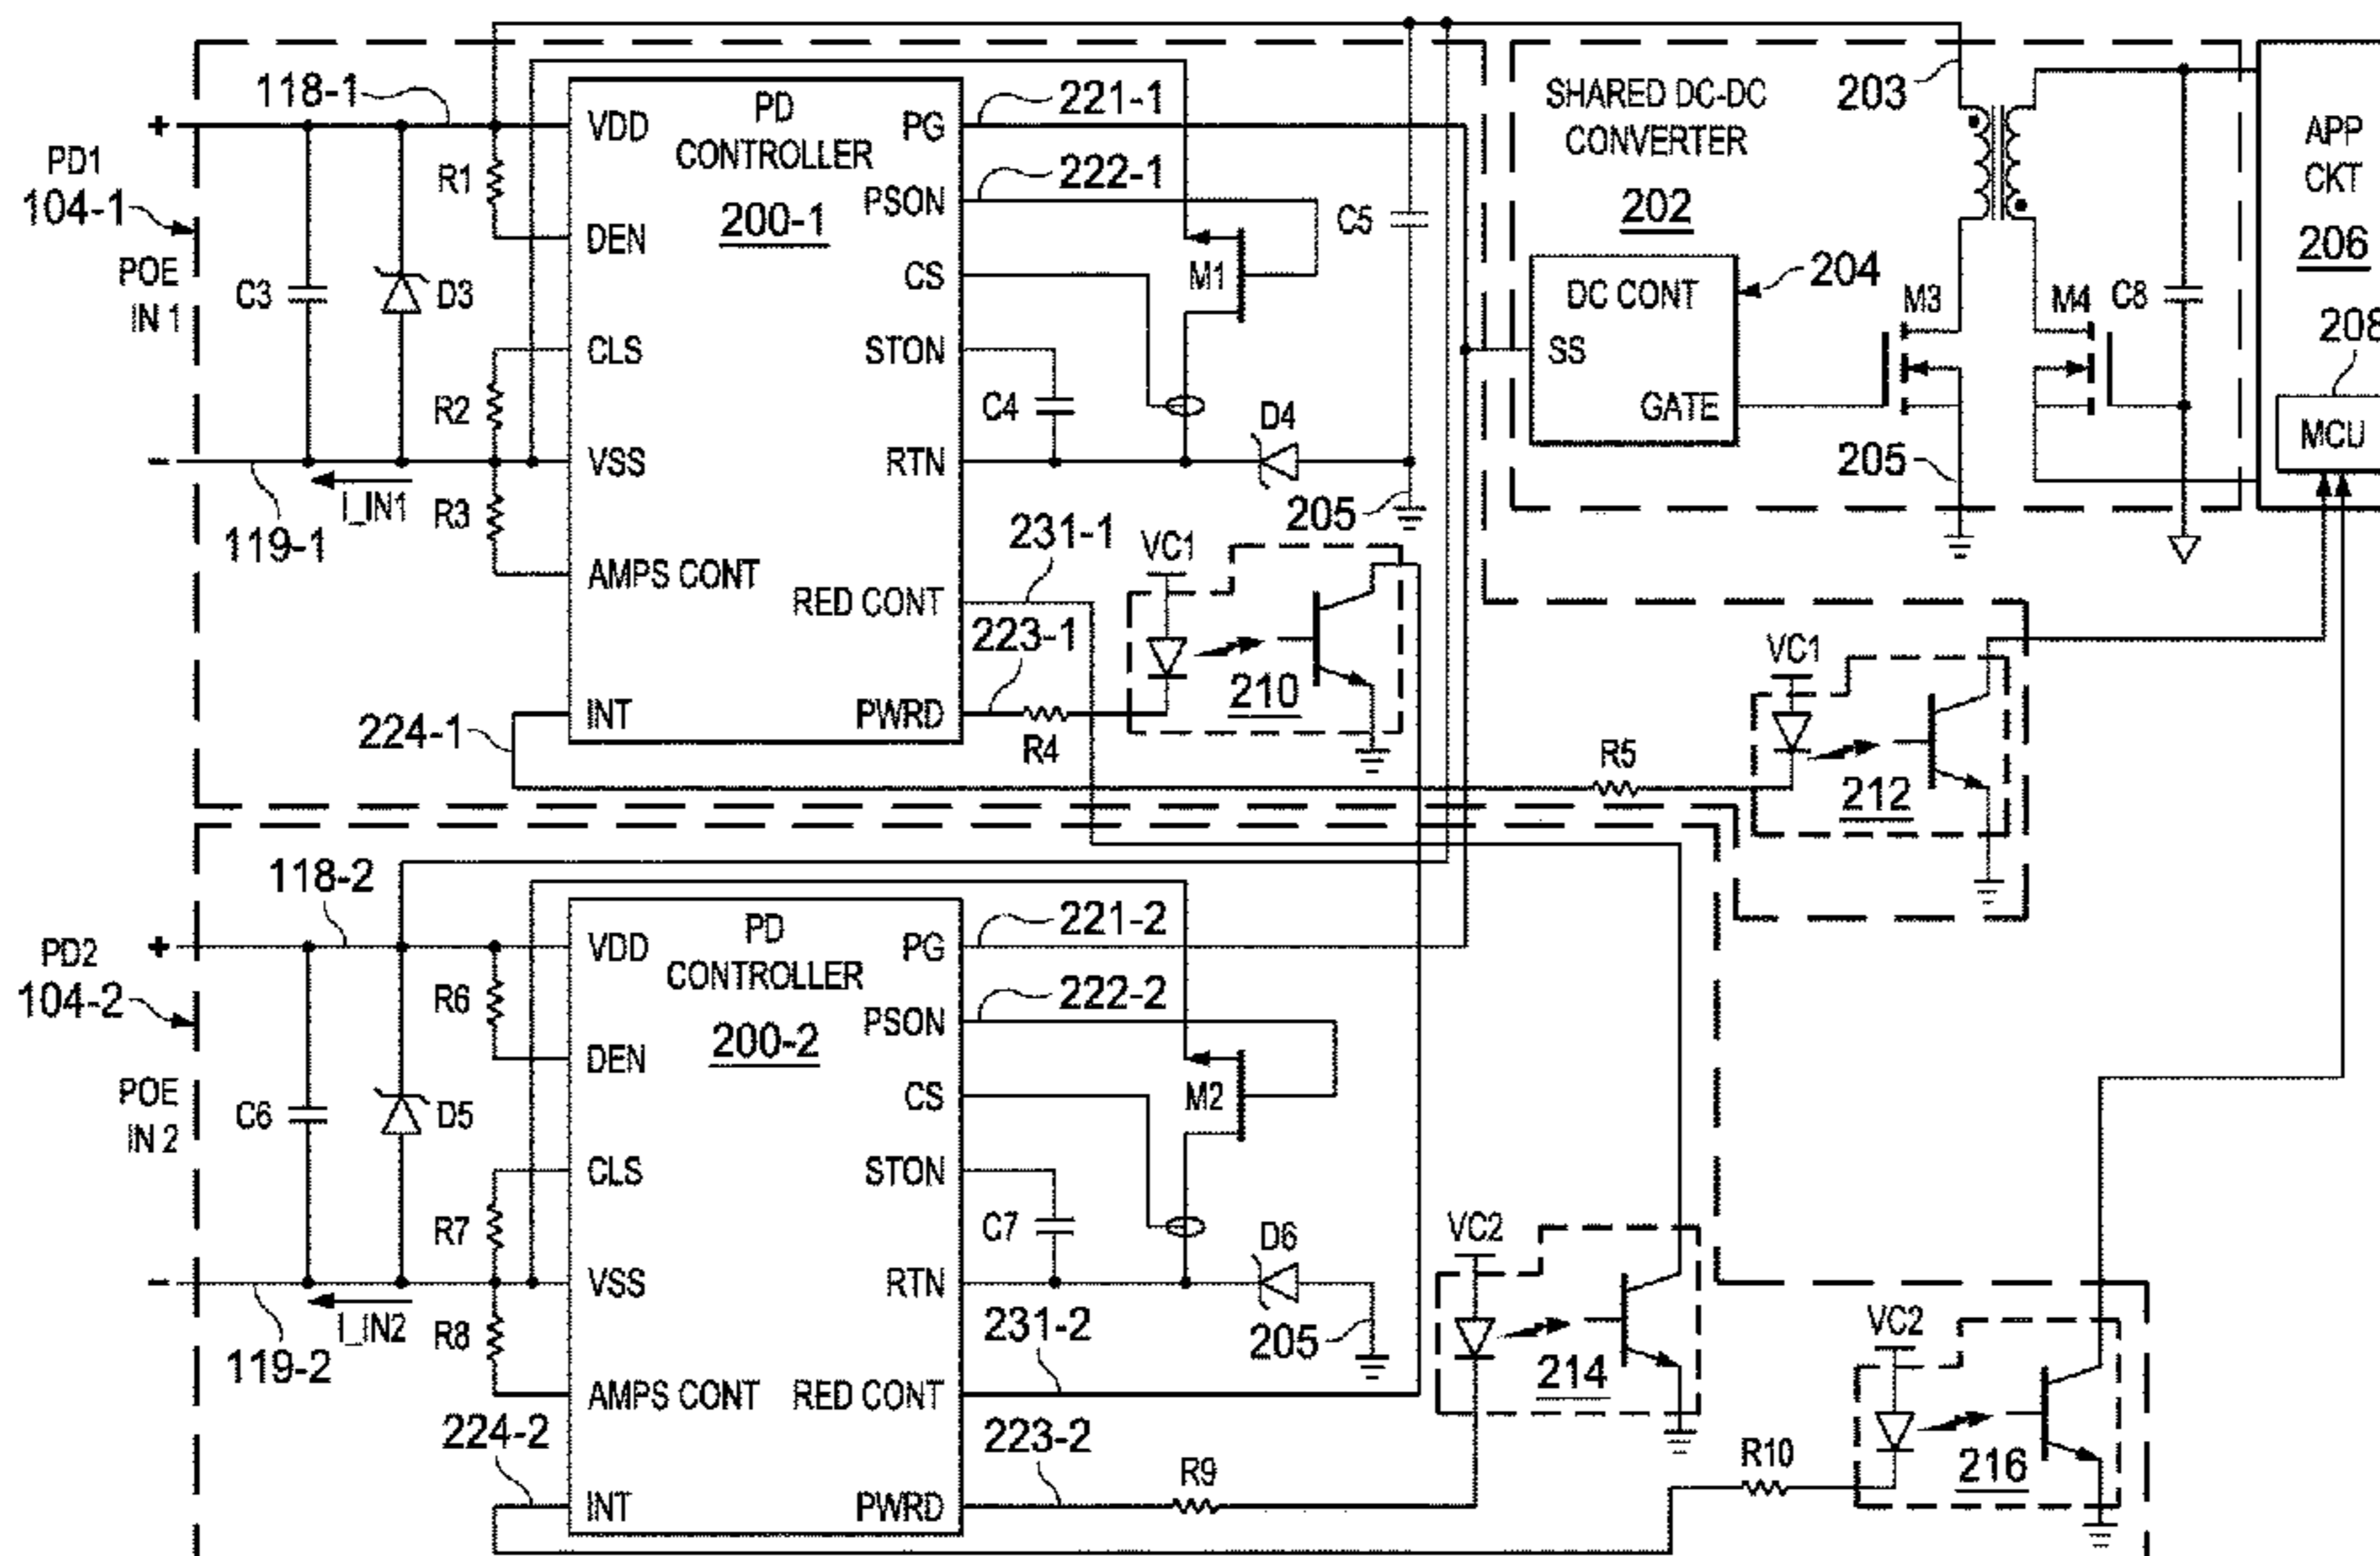 118-1
PD1
104-1
POE
IN 1
+
-
C3
D3
R1
R2
R3
I_IN1
119-1
224-1
VDD
DEN
CLS
VSS
AMPS CONT
INT
PD
CONTROLLER
200-1
PG
PSON
CS
STON
RTN
RED CONT
PWRD
221-1
222-1
M1
C4
D4
C5
205
231-1
223-1
R4
VC1
210
R5
VC1
212
SHARED DC-DC
CONVERTER
202
203
DC CONT
SS
GATE
204
M3
M4
C8
205
APP
CKT
206
208
MCU
118-2
PD2
104-2
POE
IN 2
+
-
C6
D5
R6
R7
R8
I_IN2
119-2
224-2
VDD
DEN
CLS
VSS
AMPS CONT
INT
PD
CONTROLLER
200-2
PG
PSON
CS
STON
RTN
RED CONT
PWRD
221-2
222-2
M2
C7
D6
205
231-2
223-2
R9
VC2
214
R10
VC2
216